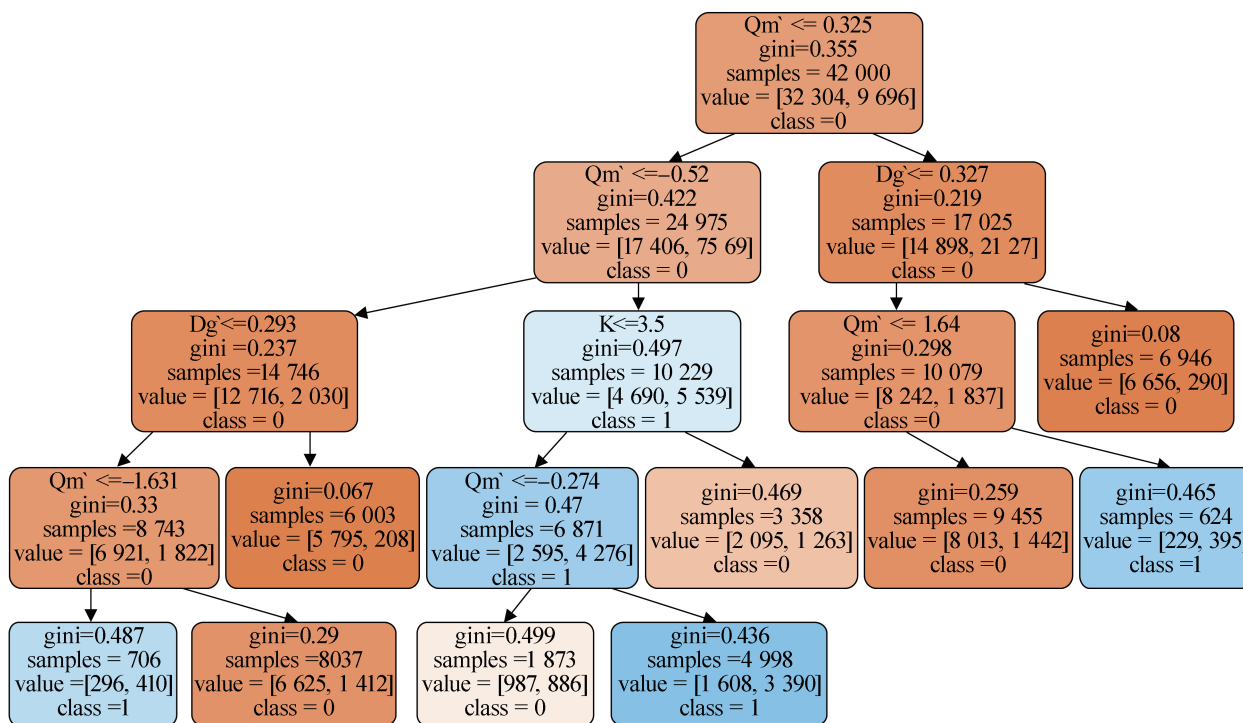 Qm` <= 0.325
gini=0.355
samples = 42 000
value = [32 304, 9 696]
class =0
Qm` <=−0.52
gini=0.422
samples = 24 975
value = [17 406, 75 69]
class = 0
Dg`<= 0.327
gini=0.219
samples = 17 025
value = [14 898, 21 27]
class = 0
Dg`<=0.293
gini = 0.237
samples =14 746
value = [12 716, 2 030]
class = 0
K<=3.5
gini=0.497
samples = 10 229
value = [4 690, 5 539]
class = 1
Qm` <= 1.64
gini=0.298
samples = 10 079
value = [8 242, 1 837]
class =0
gini=0.08
samples = 6 946
value = [6 656, 290]
class = 0
Qm` <=−1.631
gini=0.33
samples =8 743
value = [6 921, 1 822]
class =0
gini=0.067
samples = 6 003
value = [5 795, 208]
class = 0
Qm` <=−0.274
gini = 0.47
samples =6 871
value = [2 595, 4 276]
class = 1
gini=0.469
samples =3 358
value = [2 095, 1 263]
class =0
gini=0.259
samples = 9 455
value = [8 013, 1 442]
class =0
gini=0.465
samples = 624
value = [229, 395]
class =1
gini=0.487
samples = 706
value =[296, 410]
class =1
gini=0.29
samples =8037
value = [6 625, 1 412]
class = 0
gini=0.499
samples =1 873
value = [987, 886]
class = 0
gini=0.436
samples =4 998
value = [1 608, 3 390]
class = 1